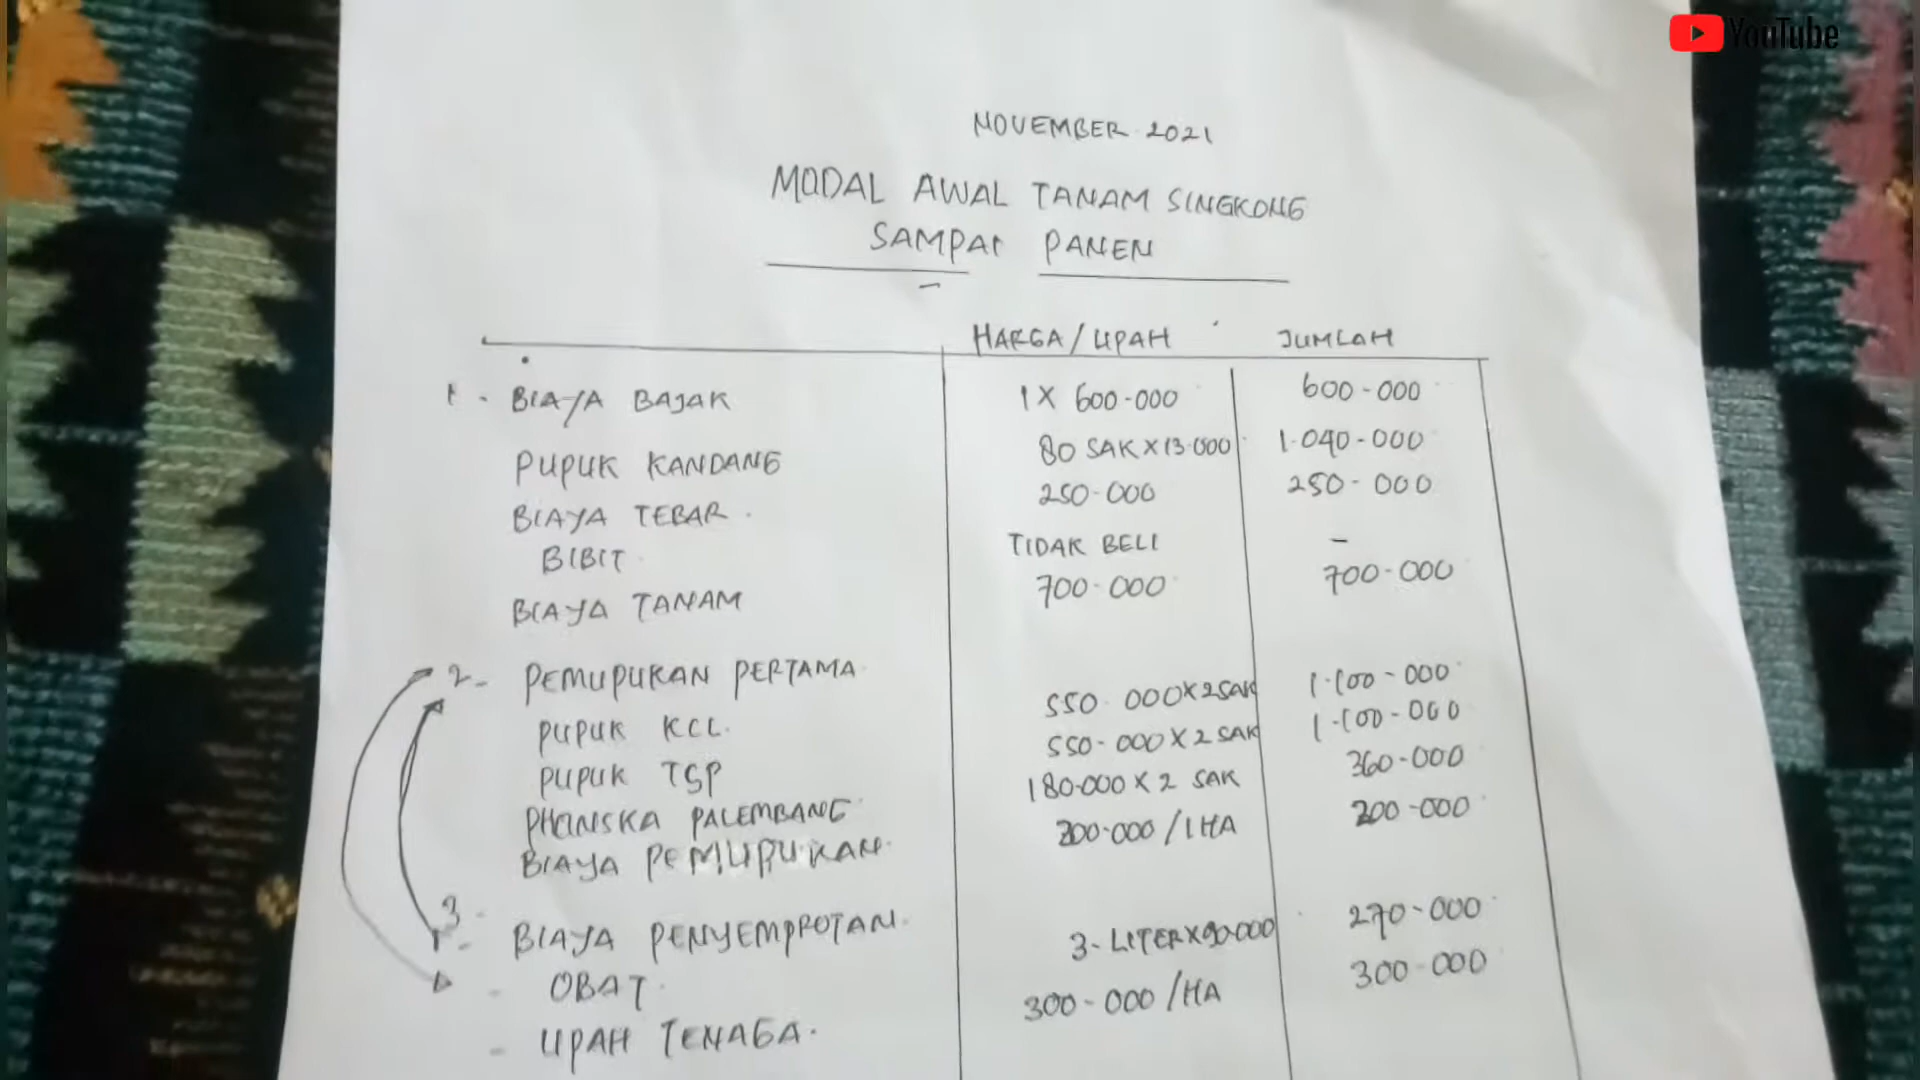 YouTube
NOVEMBER 2021
MODAL AWAL TANAM SINGKONG
SAMPAI PANEN
HARGA / UPAH JUMLAH
1. BIAYA BAJAK 1 X 600-000 600-000
PUPUK KANDANG 80 SAK X 13.000 1.040-000
BIAYA TEBAR 250-000 250-000
BIBIT TIDAK BELI -
BIAYA TANAM 700-000 700-000
2- PEMUPUKAN PERTAMA
PUPUK KCL. 550-000 X 2 SAK 1.100-000
PUPUK TSP 550-000 X 2 SAK 1.100-000
PHONSKA PALEMBANG 180.000 X 2 SAK 360-000
BIAYA PEMUPUKAN 200.000 / 1 HA 200-000
3- BIAYA PENYEMPROTAN
- OBAT 3- LITER X 90.000 270-000
- UPAH TENAGA. 300-000 / HA 300-000